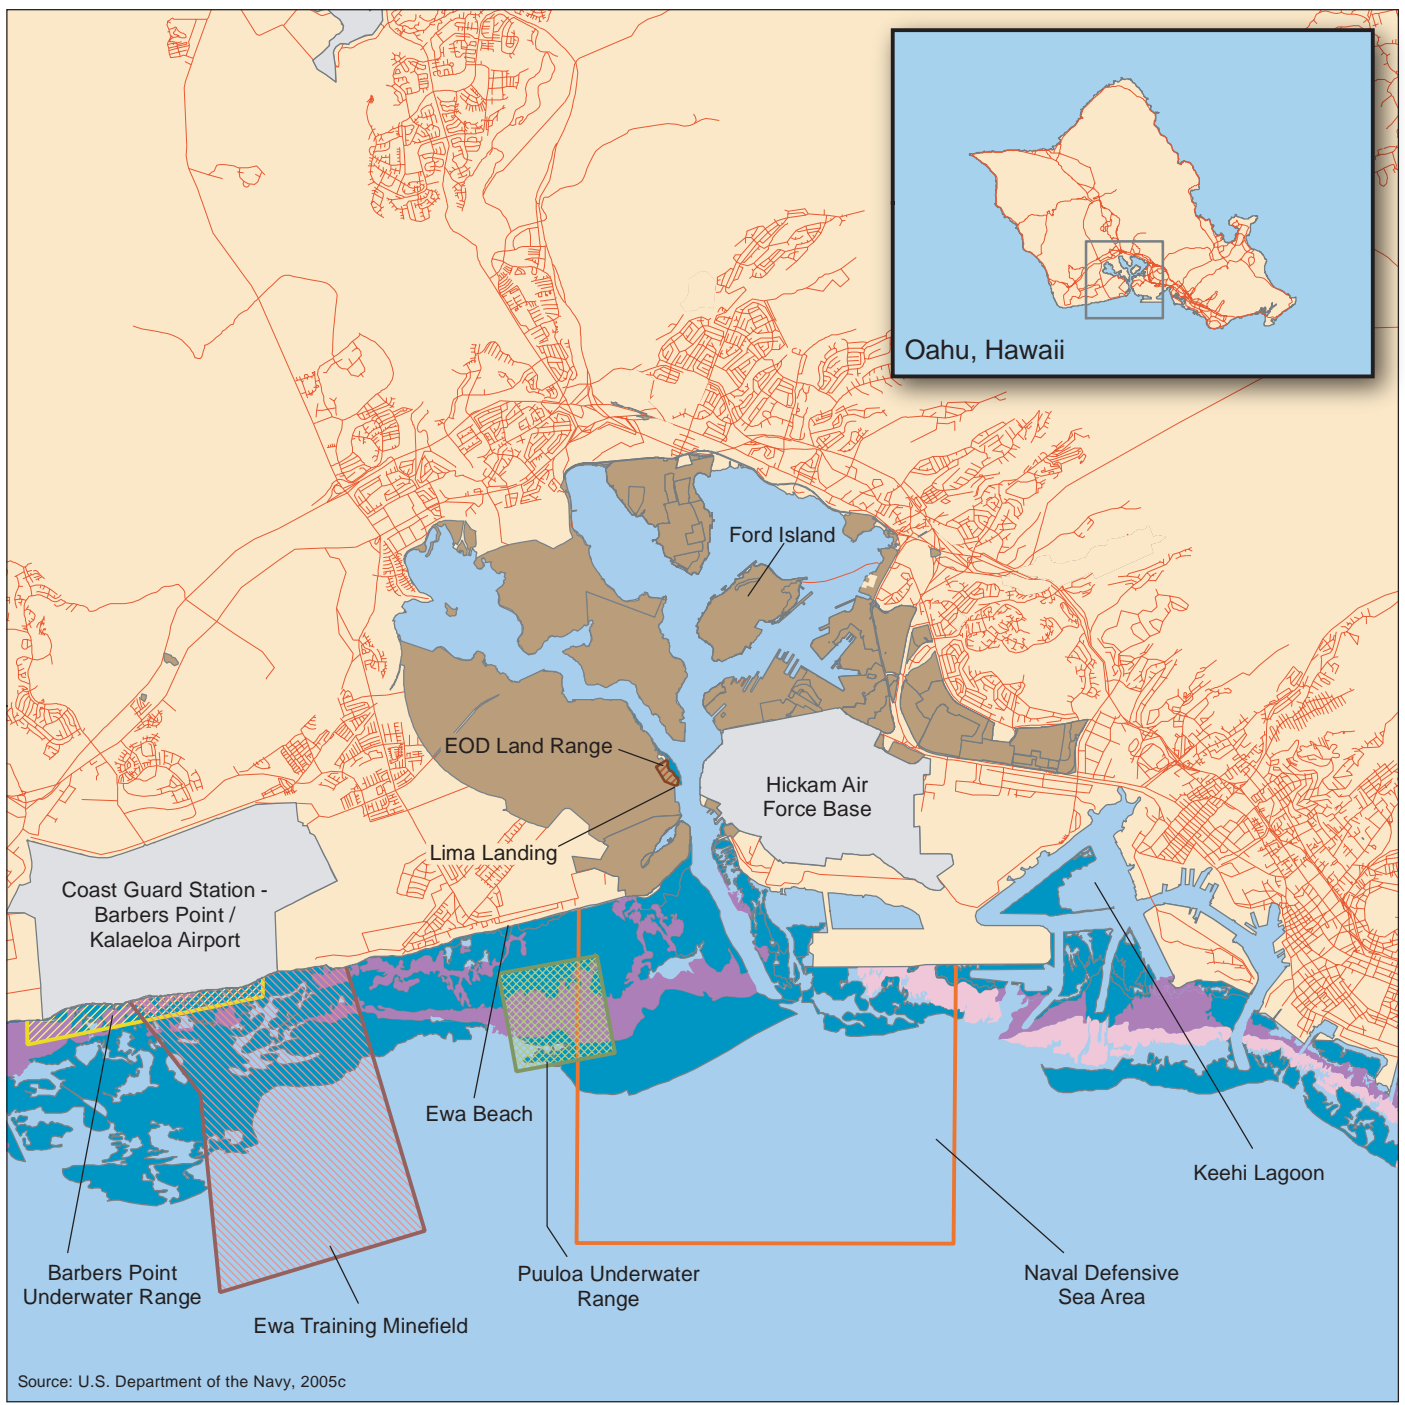 Oahu, Hawaii
Ford Island
EOD Land Range
Hickam Air
Force Base
Lima Landing
Coast Guard Station -
Barbers Point /
Kalaeloa Airport
Ewa Beach
Keehi Lagoon
Barbers Point
Underwater Range
Puuloa Underwater
Range
Naval Defensive
Sea Area
Ewa Training Minefield
Source: U.S. Department of the Navy, 2005c